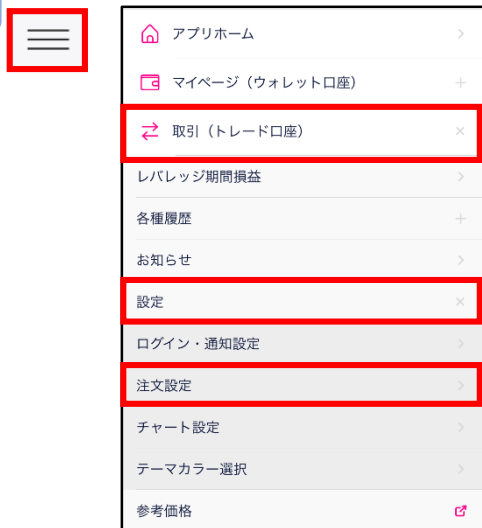 アプリホーム
マイページ（ウォレット口座）
取引（トレード口座）
レバレッジ期間損益
各種履歴
お知らせ
設定
ログイン・通知設定
注文設定
チャート設定
テーマカラー選択
参考価格